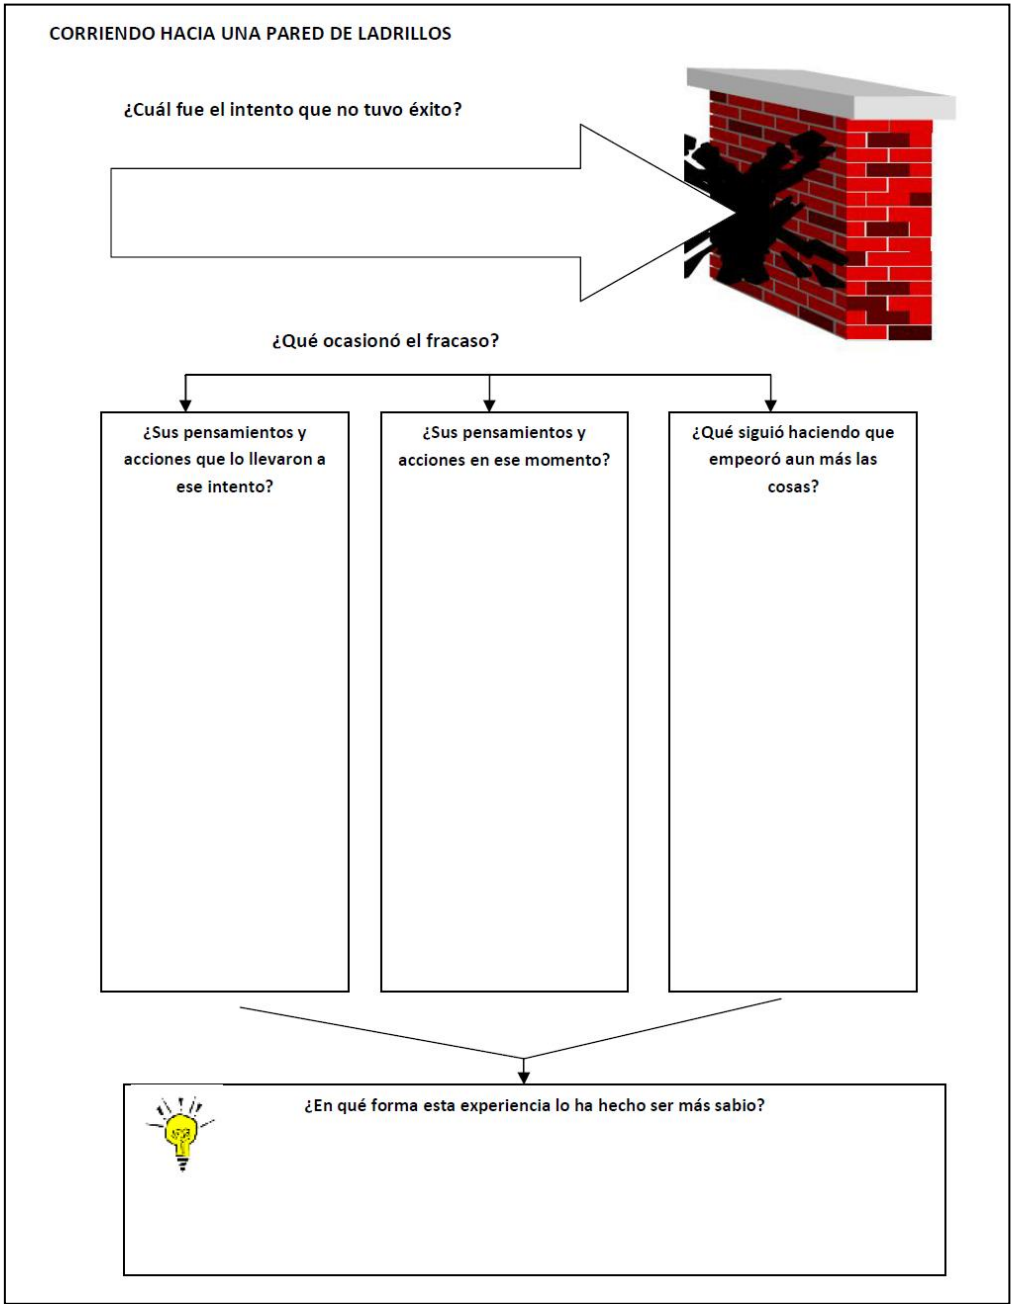 CORRIENDO HACIA UNA PARED DE LADRILLOS
¿Cuál fue el intento que no tuvo éxito?
¿Qué ocasionó el fracaso?
¿Sus pensamientos y
acciones que lo llevaron a
ese intento?
¿Sus pensamientos y
acciones en ese momento?
¿Qué siguió haciendo que
empeoró aun más las
cosas?
¿En qué forma esta experiencia lo ha hecho ser más sabio?